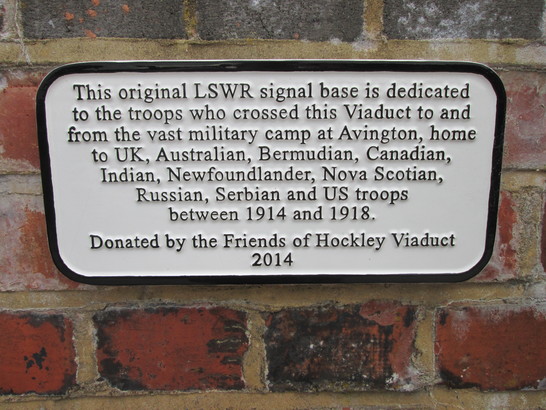 This original LSWR signal base is dedicated
to the troops who crossed this Viaduct to and
from the vast military camp at Avington, home
to UK, Australian, Bermudian, Canadian,
Indian, Newfoundlander, Nova Scotian,
Russian, Serbian and US troops
between 1914 and 1918.
Donated by the Friends of Hockley Viaduct
2014